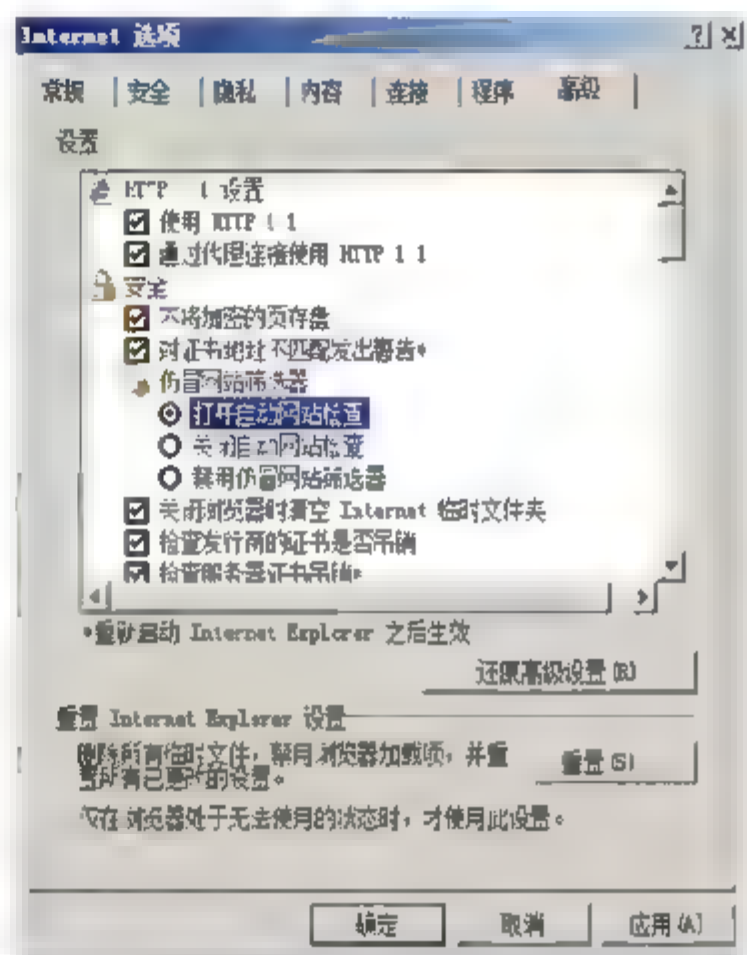 Internet 选项
常规 安全 隐私 内容 连接 程序 高级
设置
HTTP 1.1 设置
使用 HTTP 1.1
通过代理连接使用 HTTP 1.1
安全
不将加密的页存盘
对证书地址不匹配发出警告*
仿冒网站筛选器
打开自动网站检查
关闭自动网站检查
禁用仿冒网站筛选器
关闭浏览器时清空 Internet 临时文件夹
检查发行商的证书是否吊销
检查服务器证书吊销*
*重新启动 Internet Explorer 之后生效
还原高级设置(R)
重置 Internet Explorer 设置
删除所有临时文件，禁用浏览器加载项，并重
置所有已更改的设置。
重置(S)
仅在浏览器处于无法使用的状态时，才使用此设置。
确定 取消 应用(A)